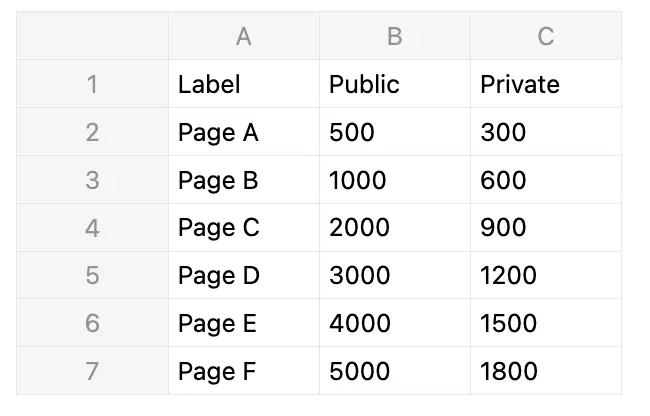 A B C
1 Label Public Private
2 Page A 500 300
3 Page B 1000 600
4 Page C 2000 900
5 Page D 3000 1200
6 Page E 4000 1500
7 Page F 5000 1800